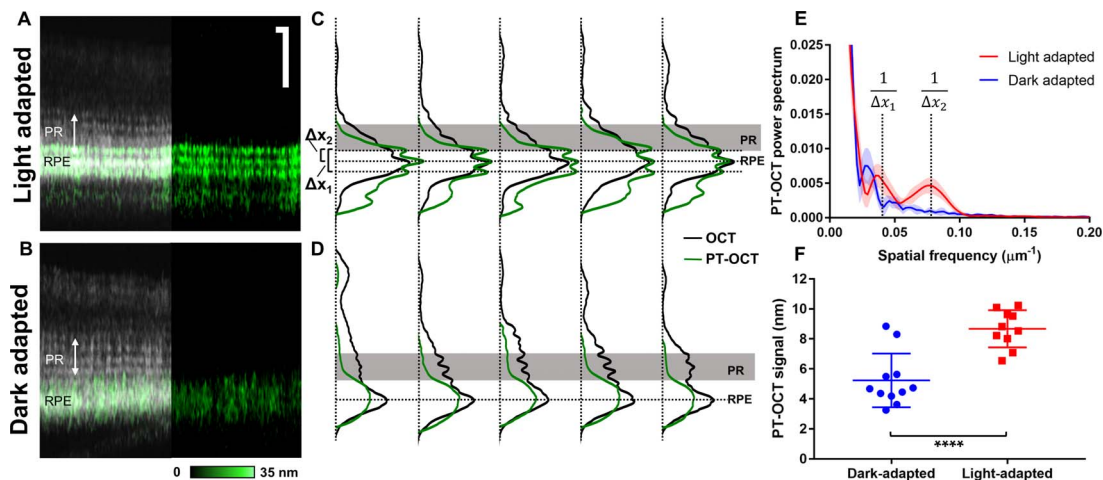 A
Light adapted
PR
RPE
B
Dark adapted
PR
RPE
0
35 nm
C
Δx₂
Δx₁
PR
RPE
D
OCT
PT-OCT
PR
RPE
E
PT-OCT power spectrum
0.025
0.020
0.015
0.010
0.005
0.000
Light adapted
Dark adapted
1
Δx₁
1
Δx₂
0.00
0.05
0.10
0.15
0.20
Spatial frequency (μm⁻¹)
F
PT-OCT signal (nm)
12
10
8
6
4
2
0
****
Dark-adapted
Light-adapted